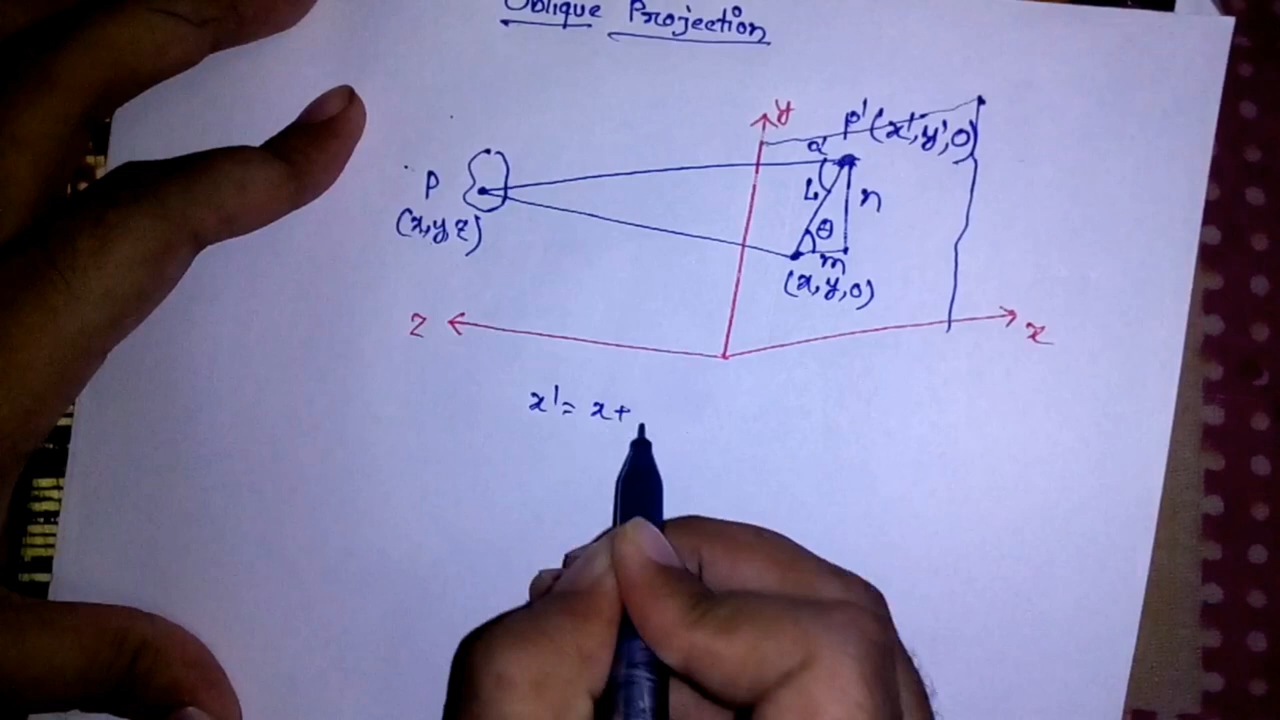 Oblique Projection
y
P'(x', y', 0)
α
P
L
n
(x, y, z)
θ
m
(x, y, 0)
z
x
x' = x +